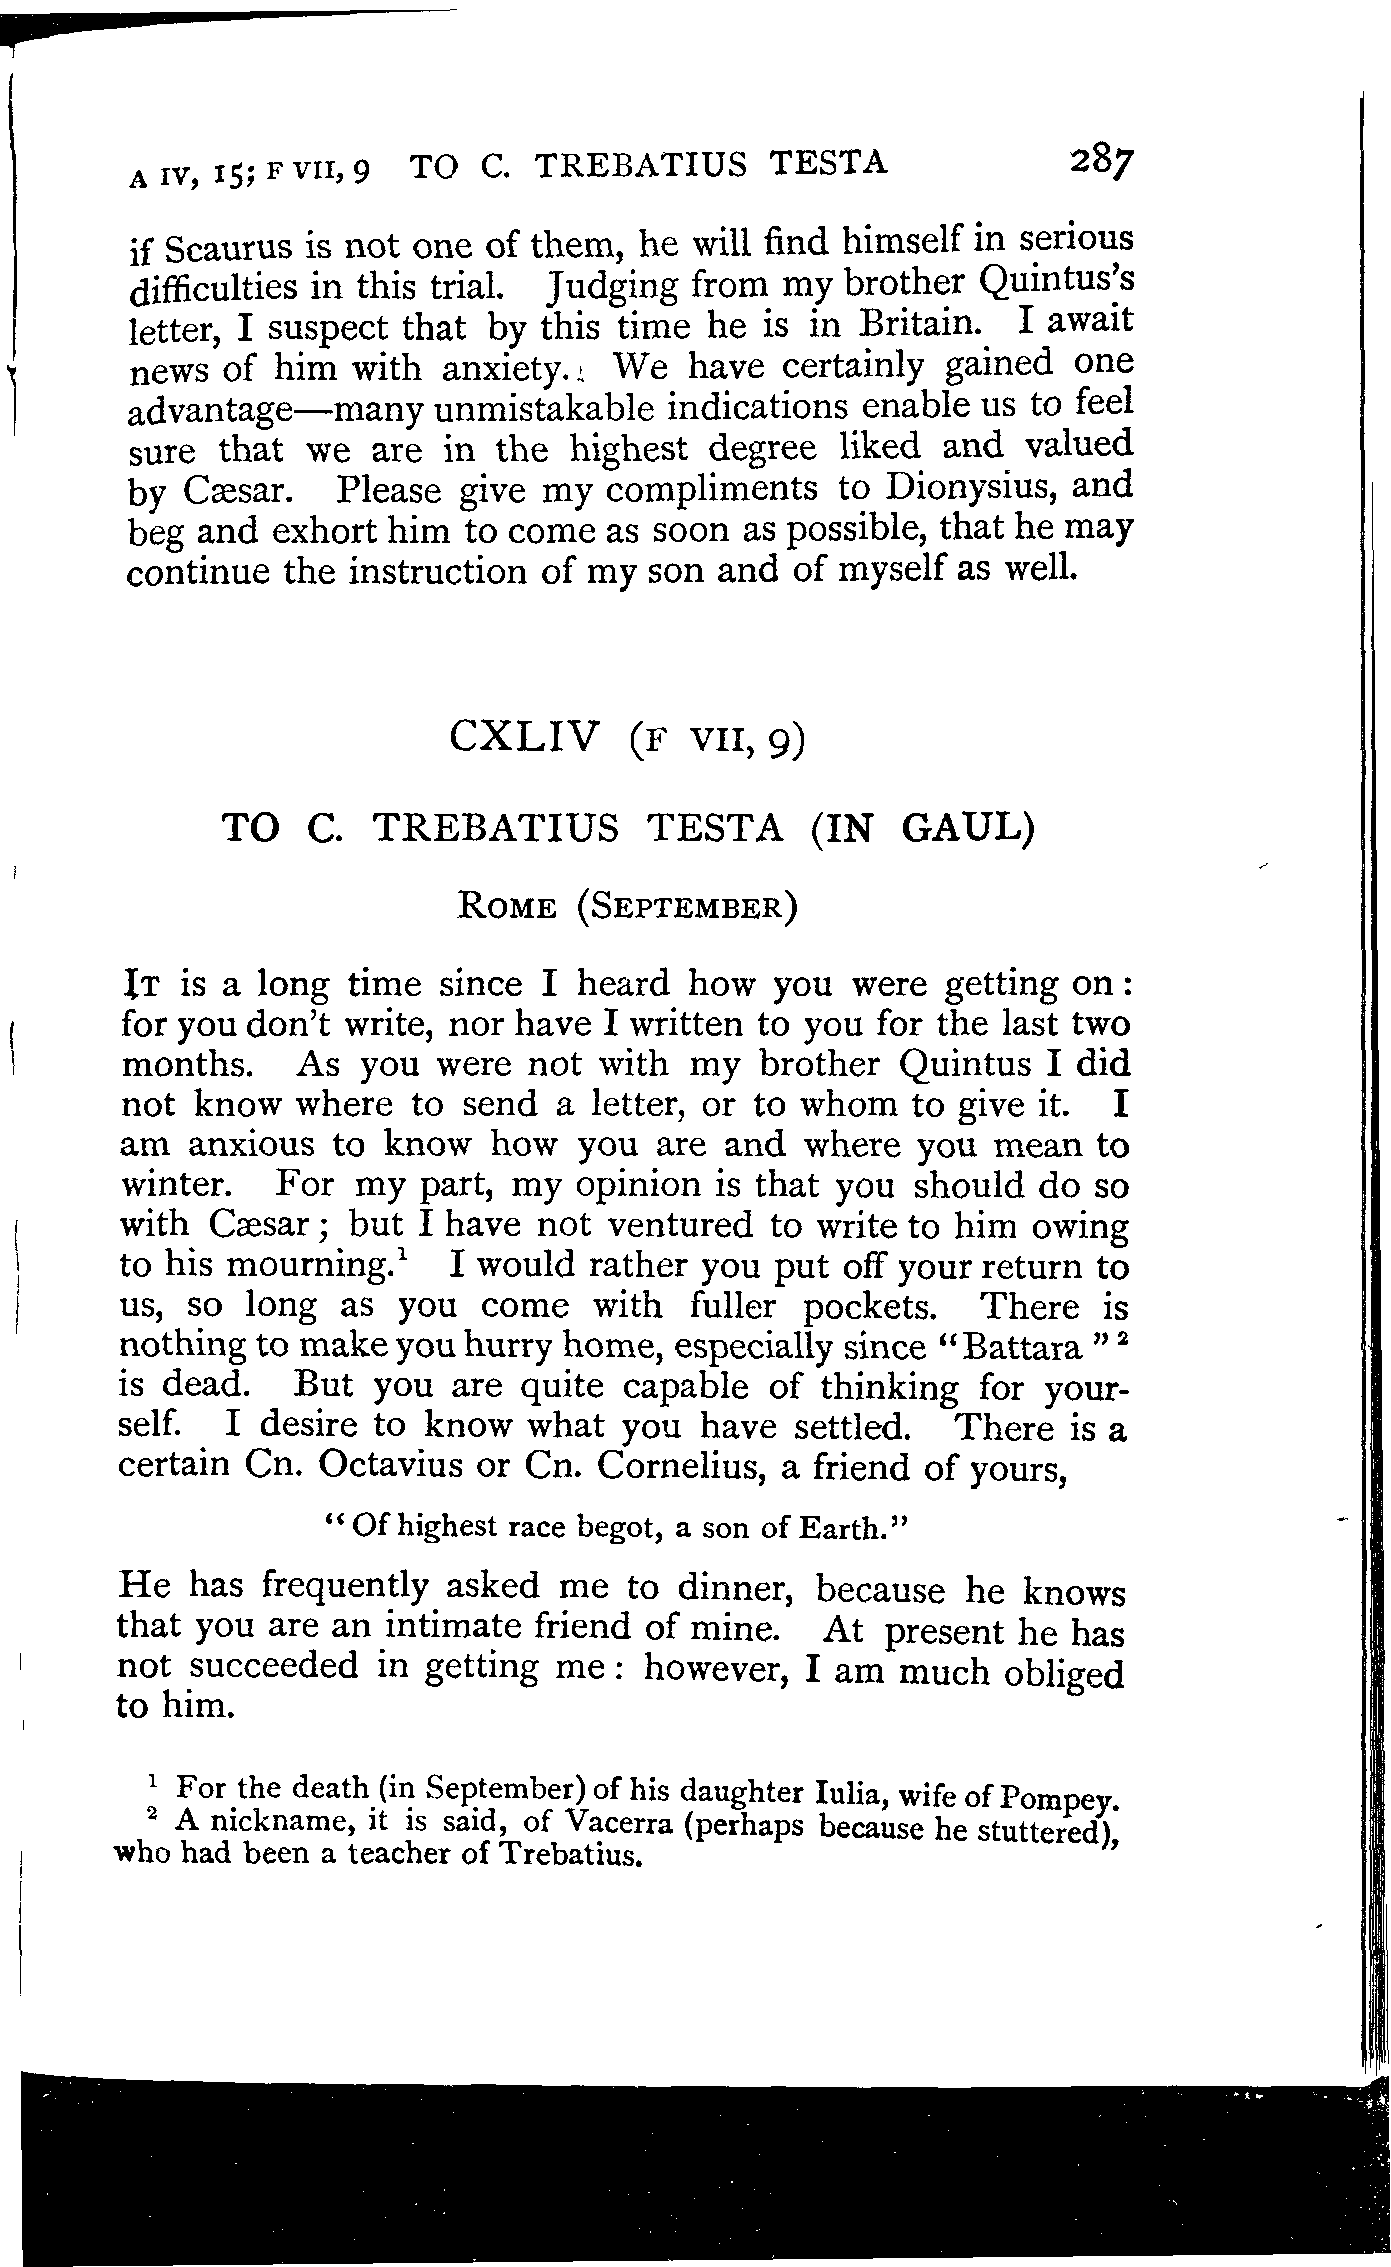 A IV, 15; F VII, 9 TO C. TREBATIUS TESTA 287
if Scaurus is not one of them, he will find himself in serious
difficulties in this trial. Judging from my brother Quintus's
letter, I suspect that by this time he is in Britain. I await
news of him with anxiety. We have certainly gained one
advantage—many unmistakable indications enable us to feel
sure that we are in the highest degree liked and valued
by Cæsar. Please give my compliments to Dionysius, and
beg and exhort him to come as soon as possible, that he may
continue the instruction of my son and of myself as well.
CXLIV (F VII, 9)
TO C. TREBATIUS TESTA (IN GAUL)
ROME (SEPTEMBER)
IT is a long time since I heard how you were getting on:
for you don't write, nor have I written to you for the last two
months. As you were not with my brother Quintus I did
not know where to send a letter, or to whom to give it. I
am anxious to know how you are and where you mean to
winter. For my part, my opinion is that you should do so
with Cæsar; but I have not ventured to write to him owing
to his mourning.¹ I would rather you put off your return to
us, so long as you come with fuller pockets. There is
nothing to make you hurry home, especially since "Battara"²
is dead. But you are quite capable of thinking for your-
self. I desire to know what you have settled. There is a
certain Cn. Octavius or Cn. Cornelius, a friend of yours,
"Of highest race begot, a son of Earth."
He has frequently asked me to dinner, because he knows
that you are an intimate friend of mine. At present he has
not succeeded in getting me: however, I am much obliged
to him.
¹ For the death (in September) of his daughter Iulia, wife of Pompey.
² A nickname, it is said, of Vacerra (perhaps because he stuttered),
who had been a teacher of Trebatius.